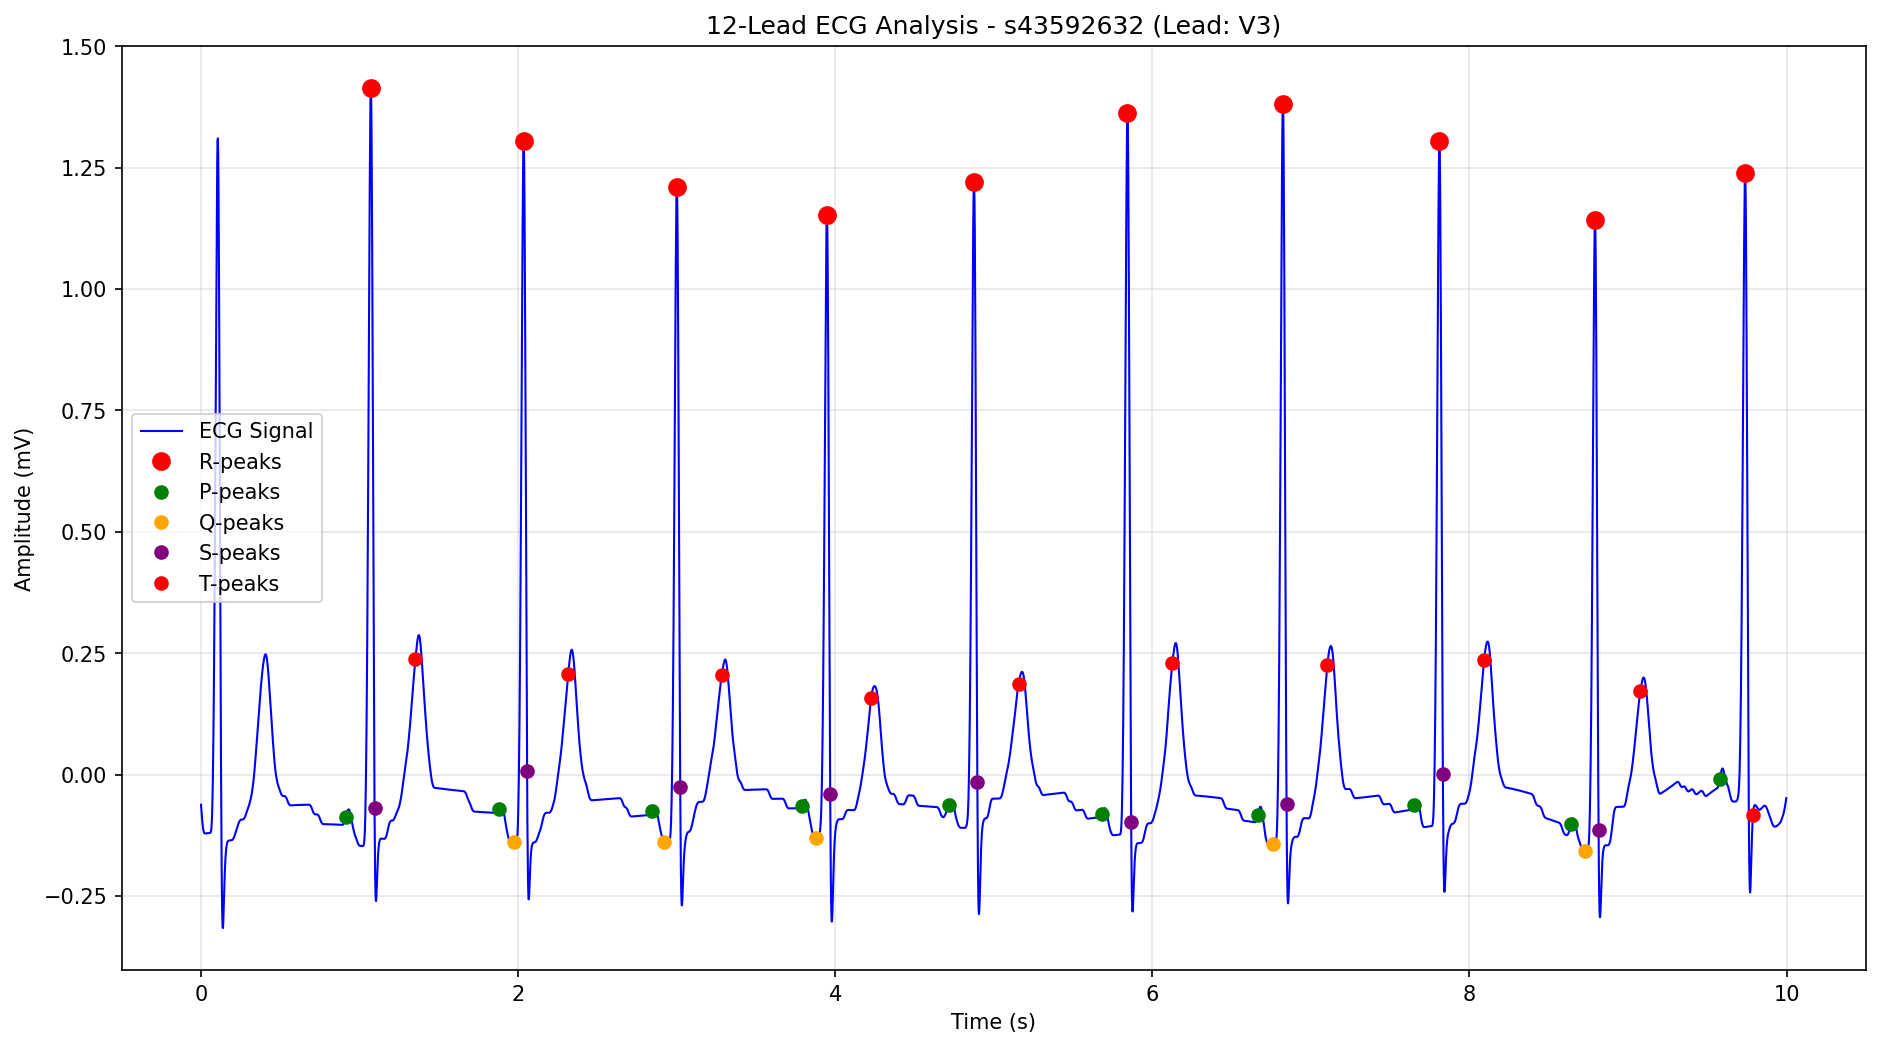 12-Lead ECG Analysis - s43592632 (Lead: V3)
1.50
1.25
1.00
0.75
0.50
0.25
0.00
−0.25
Amplitude (mV)
ECG Signal
R-peaks
P-peaks
Q-peaks
S-peaks
T-peaks
0 2 4 6 8 10
Time (s)